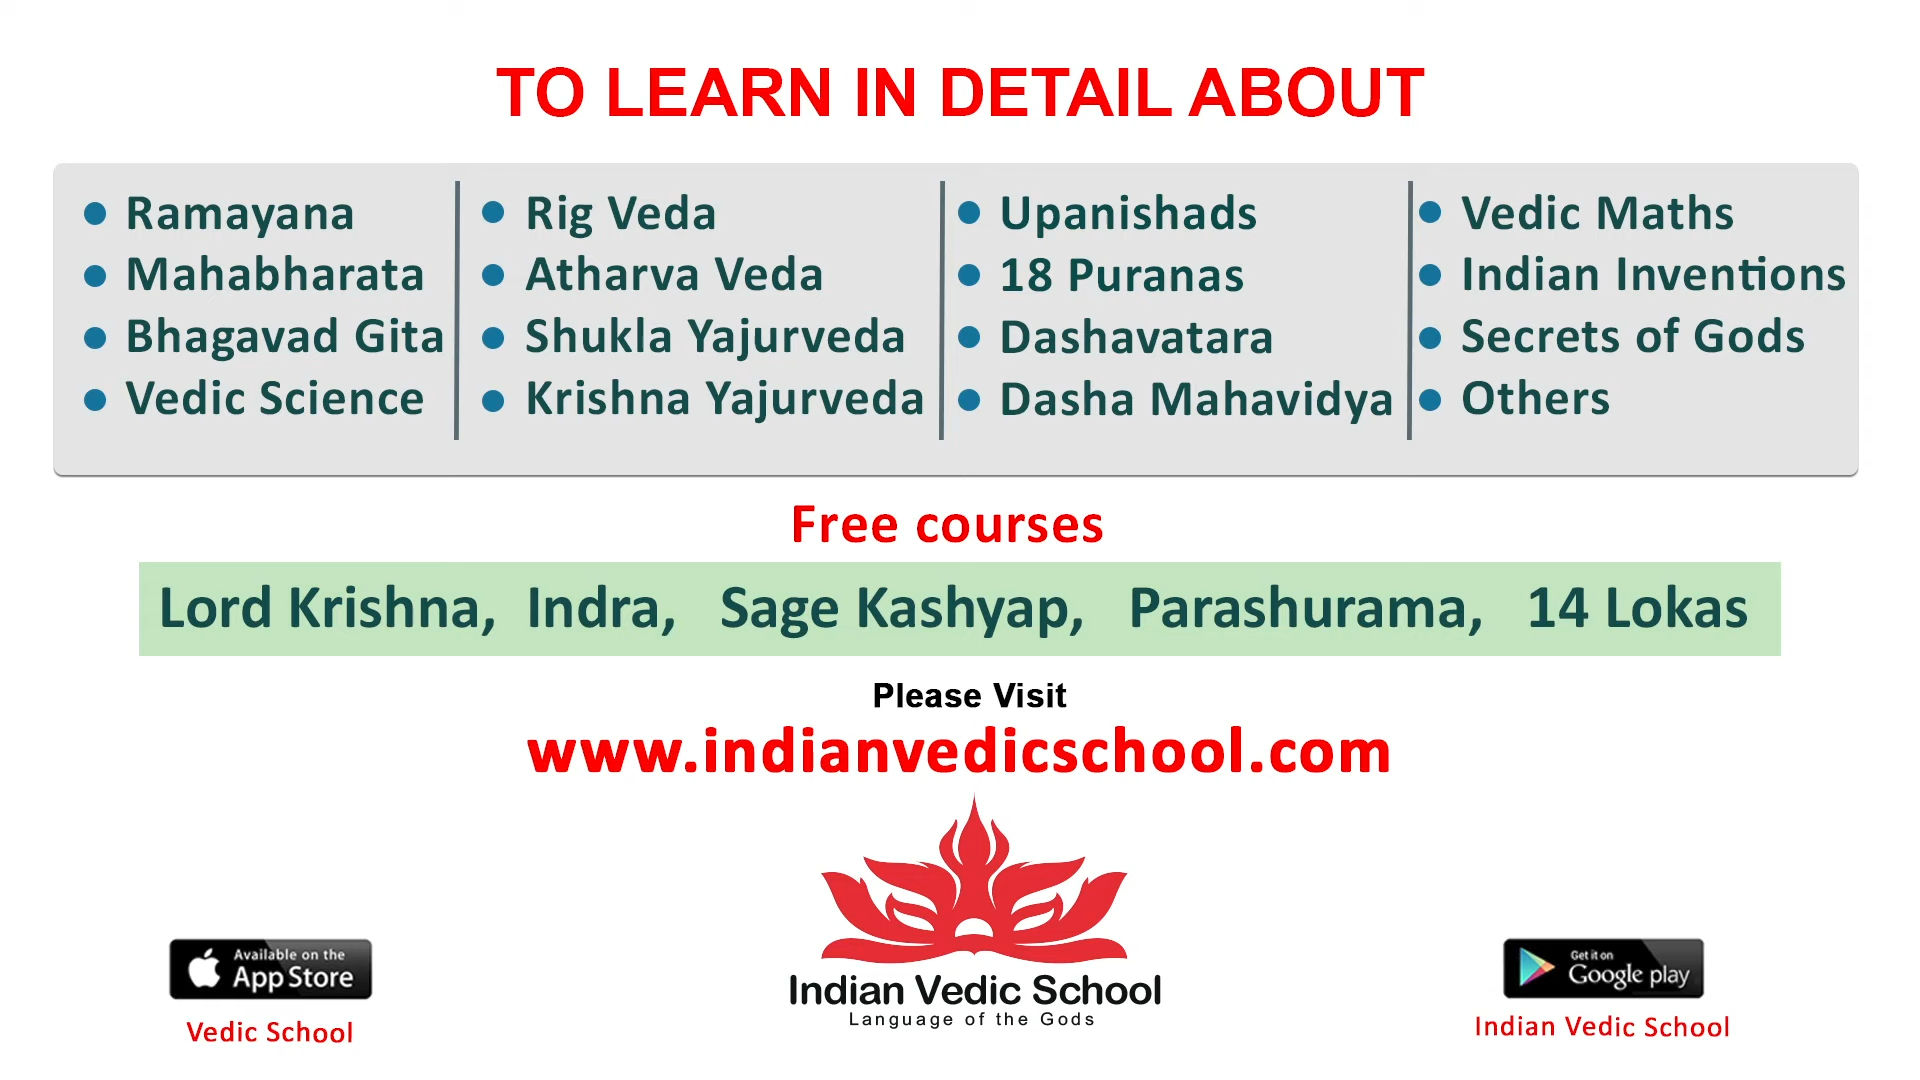 TO LEARN IN DETAIL ABOUT
Ramayana
Mahabharata
Bhagavad Gita
Vedic Science
Rig Veda
Atharva Veda
Shukla Yajurveda
Krishna Yajurveda
Upanishads
18 Puranas
Dashavatara
Dasha Mahavidya
Vedic Maths
Indian Inventions
Secrets of Gods
Others
Free courses
Lord Krishna, Indra, Sage Kashyap, Parashurama, 14 Lokas
Please Visit
www.indianvedicschool.com
Indian Vedic School
Language of the Gods
Available on the
App Store
Vedic School
Get it on
Google play
Indian Vedic School